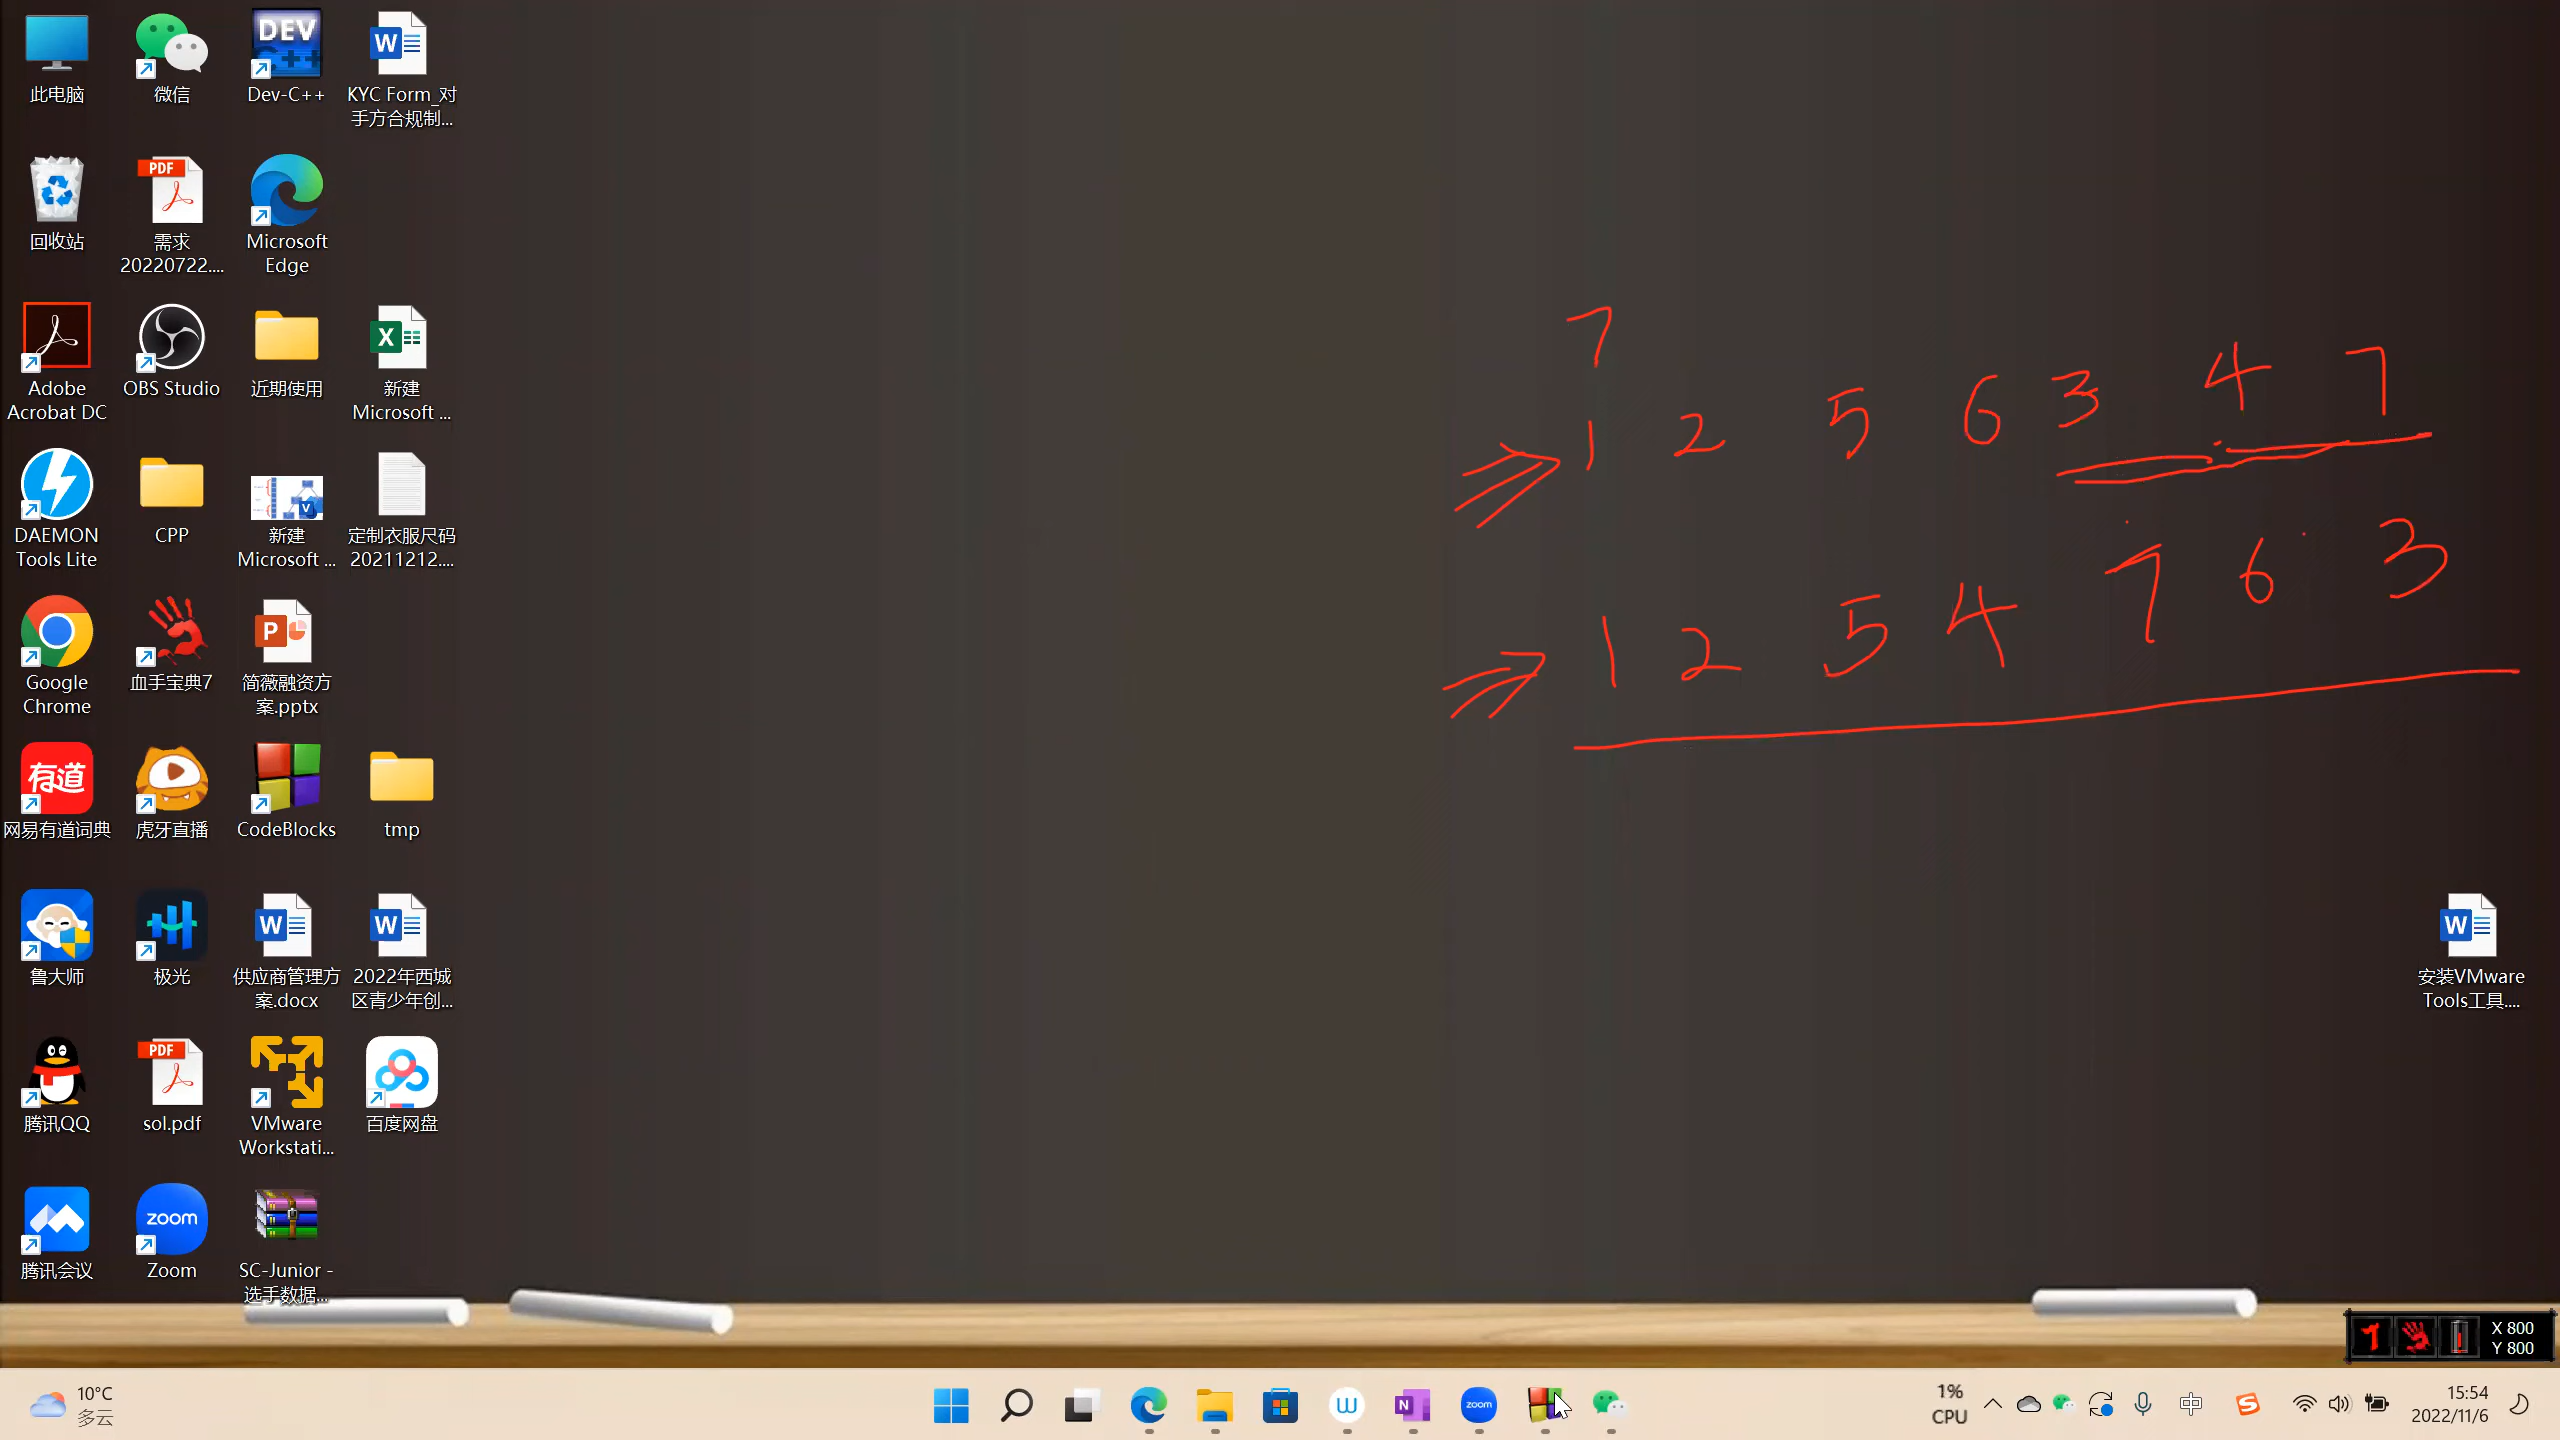 此电脑
微信
Dev-C++
KYC Form_对
手方合规制...
回收站
需求
20220722....
Microsoft
Edge
Adobe
Acrobat DC
OBS Studio
近期使用
新建
Microsoft ...
DAEMON
Tools Lite
CPP
新建
Microsoft ...
定制衣服尺码
20211212....
Google
Chrome
血手宝典7
简薇融资方
案.pptx
网易有道词典
虎牙直播
CodeBlocks
tmp
鲁大师
极光
供应商管理方
案.docx
2022年西城
区青少年创...
腾讯QQ
sol.pdf
VMware
Workstati...
百度网盘
腾讯会议
Zoom
SC-Junior -
选手数据...
DEV
C++
PDF
有道
PDF
zoom
7
1 2 5 6 3 4 7
1 2 5 4 7 6 3
安装VMware
Tools工具....
X 800
Y 800
10°C
多云
zoom
1%
CPU
中
15:54
2022/11/6